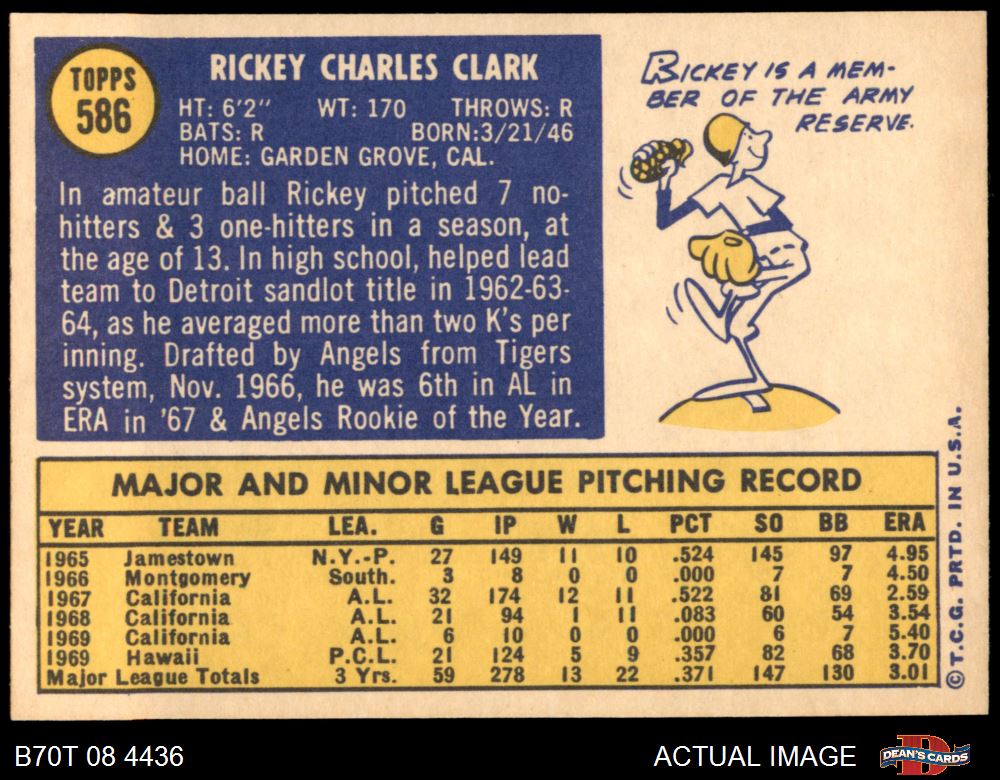 TOPPS
586
RICKEY CHARLES CLARK
HT: 6'2" WT: 170 THROWS: R
BATS: R BORN:3/21/46
HOME: GARDEN GROVE, CAL.
In amateur ball Rickey pitched 7 no-
hitters & 3 one-hitters in a season, at
the age of 13. In high school, helped lead
team to Detroit sandlot title in 1962-63-
64, as he averaged more than two K's per
inning. Drafted by Angels from Tigers
system, Nov. 1966, he was 6th in AL in
ERA in '67 & Angels Rookie of the Year.
RICKEY IS A MEM-
BER OF THE ARMY
RESERVE.
MAJOR AND MINOR LEAGUE PITCHING RECORD
YEAR TEAM LEA. G IP W L PCT SO BB ERA
1965 Jamestown N.Y.-P. 27 149 11 10 .524 145 97 4.95
1966 Montgomery South. 3 8 0 0 .000 7 7 4.50
1967 California A.L. 32 174 12 11 .522 81 69 2.59
1968 California A.L. 21 94 1 11 .083 60 54 3.54
1969 California A.L. 6 10 0 0 .000 6 7 5.40
1969 Hawaii P.C.L. 21 124 5 9 .357 82 68 3.70
Major League Totals 3 Yrs. 59 278 13 22 .371 147 130 3.01
©T.C.G. PRTD. IN U.S.A.
B70T 08 4436
ACTUAL IMAGE
DEAN'S CARDS